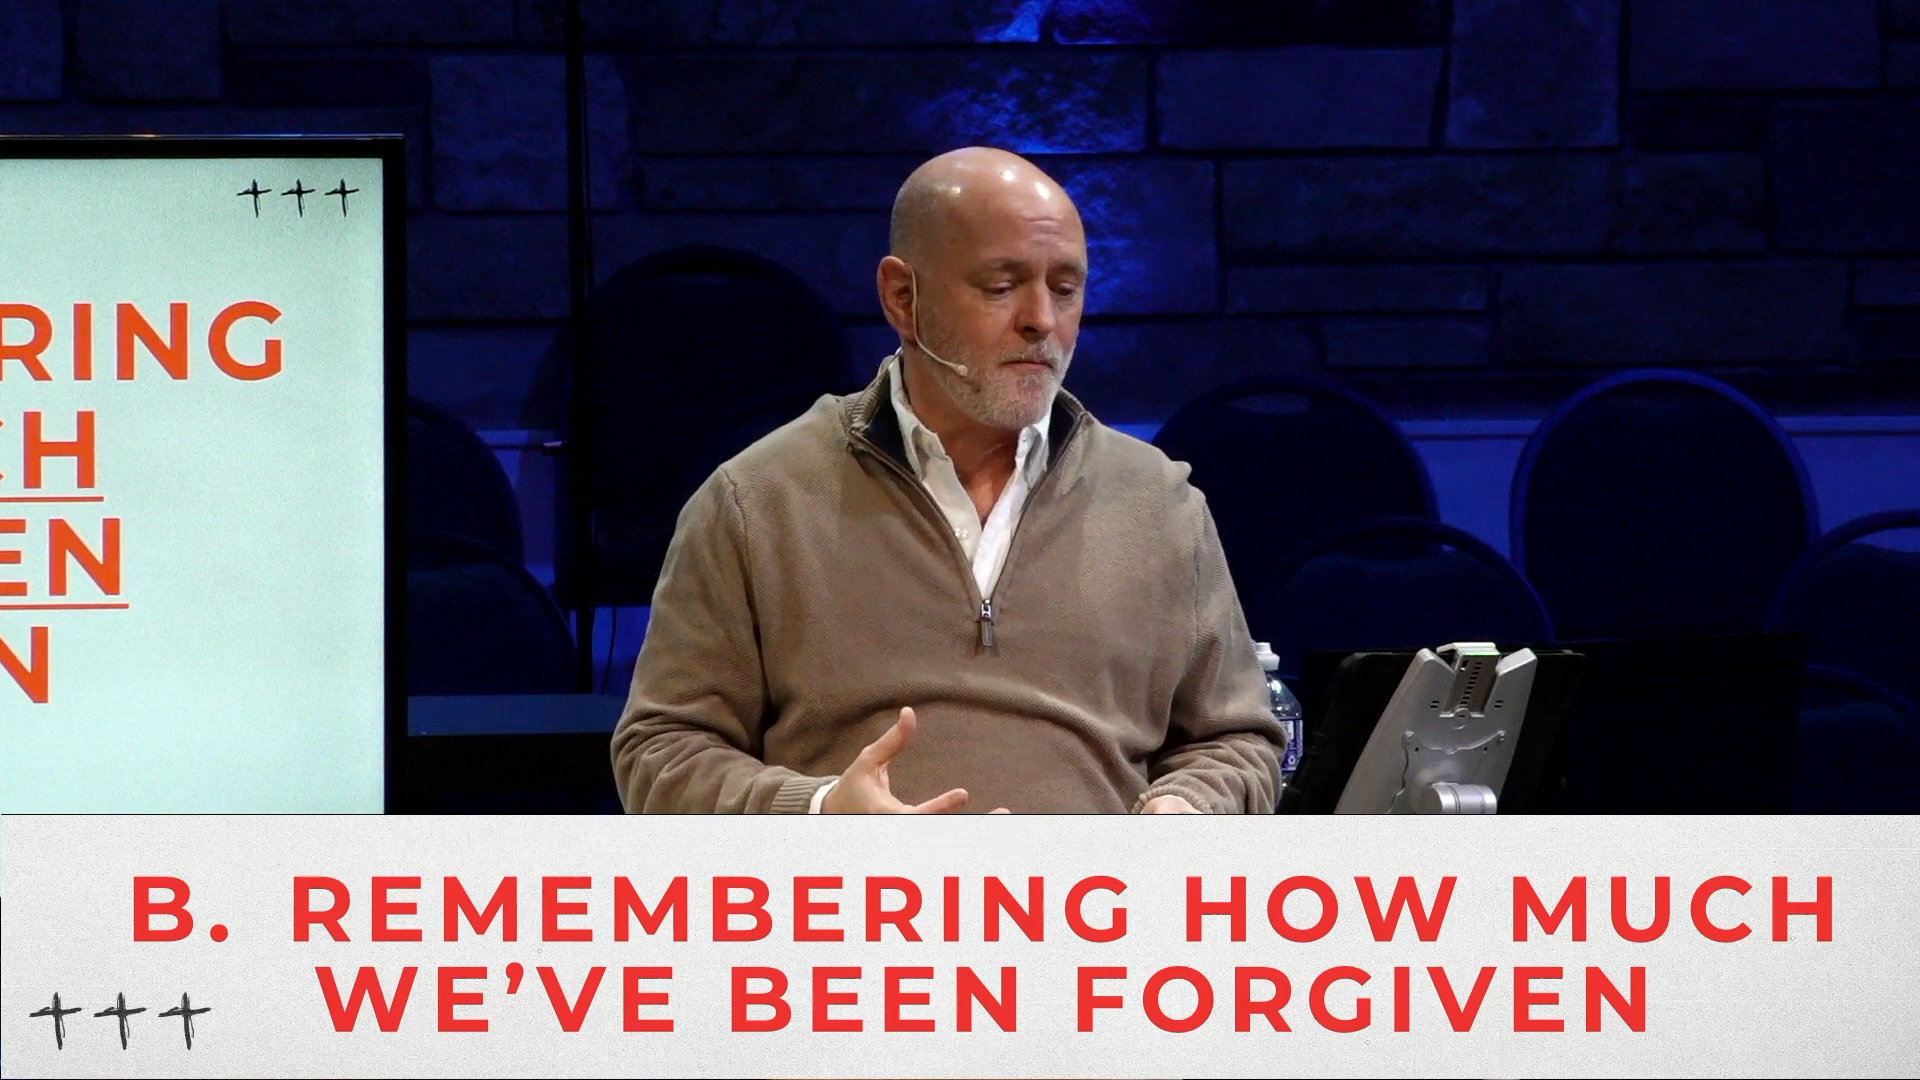 RING
CH
EN
N
B. REMEMBERING HOW MUCH
WE'VE BEEN FORGIVEN